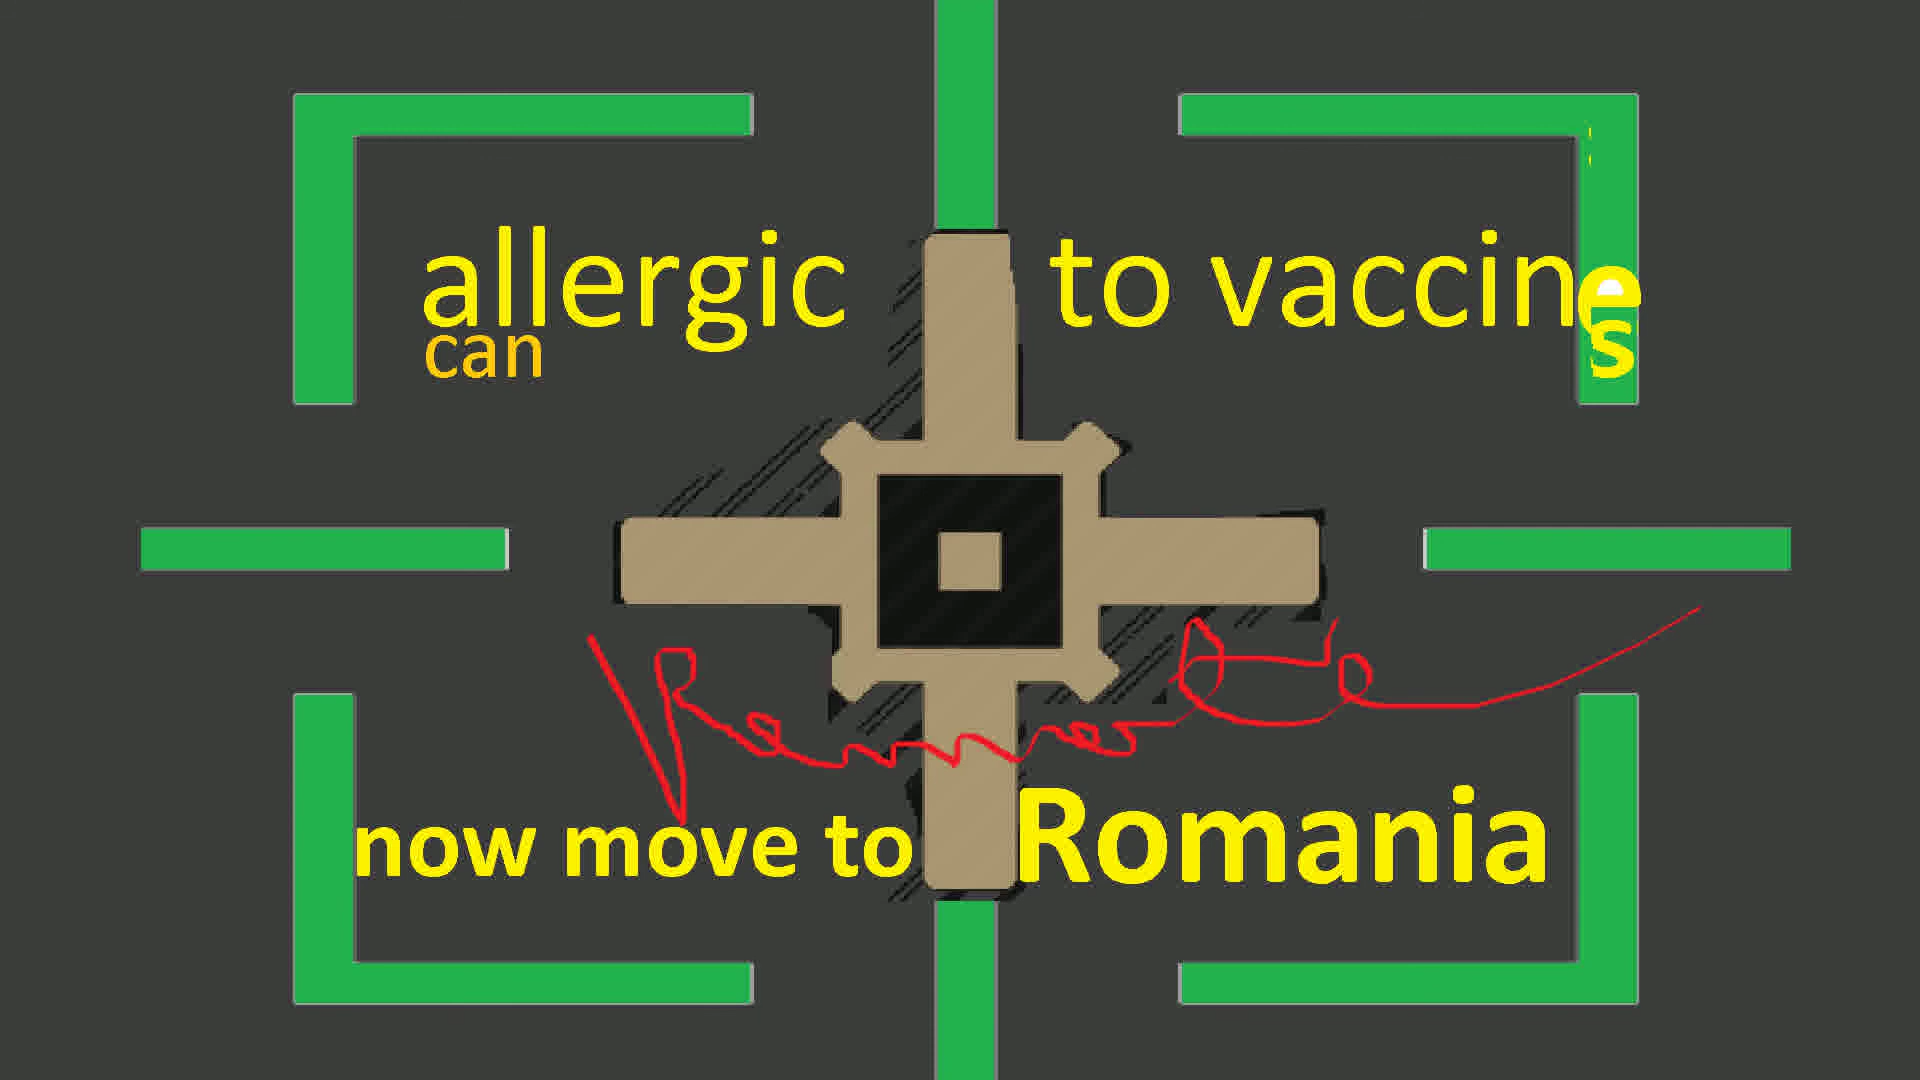 allergic to vaccines
can
now move to Romania